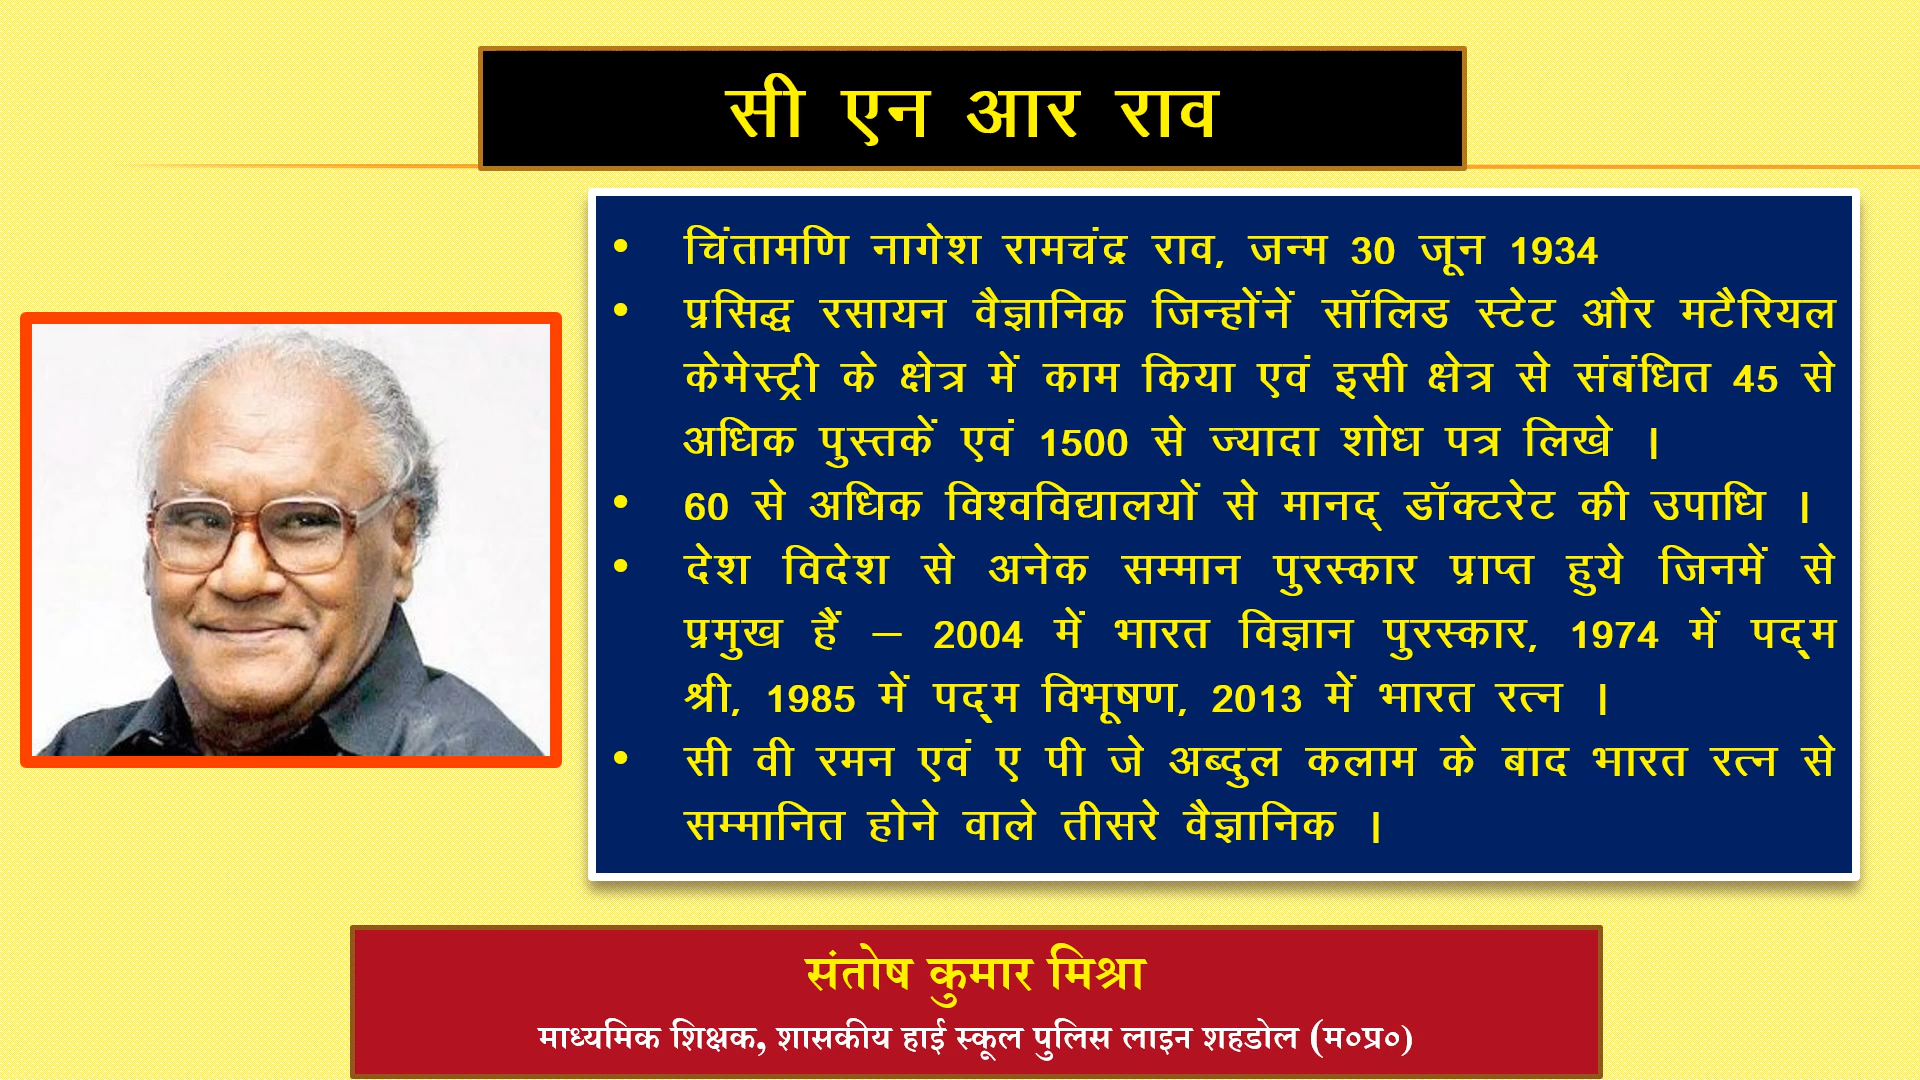 सी एन आर राव
• चिंतामणि नागेश रामचंद्र राव, जन्म 30 जून 1934
• प्रसिद्ध रसायन वैज्ञानिक जिन्होंनें सॉलिड स्टेट और मटैरियल
केमेस्ट्री के क्षेत्र में काम किया एवं इसी क्षेत्र से संबंधित 45 से
अधिक पुस्तकें एवं 1500 से ज्यादा शोध पत्र लिखे ।
• 60 से अधिक विश्वविद्यालयों से मानद् डॉक्टरेट की उपाधि ।
• देश विदेश से अनेक सम्मान पुरस्कार प्राप्त हुये जिनमें से
प्रमुख हैं – 2004 में भारत विज्ञान पुरस्कार, 1974 में पद्म
श्री, 1985 में पद्म विभूषण, 2013 में भारत रत्न ।
• सी वी रमन एवं ए पी जे अब्दुल कलाम के बाद भारत रत्न से
सम्मानित होने वाले तीसरे वैज्ञानिक ।
संतोष कुमार मिश्रा
माध्यमिक शिक्षक, शासकीय हाई स्कूल पुलिस लाइन शहडोल (म०प्र०)